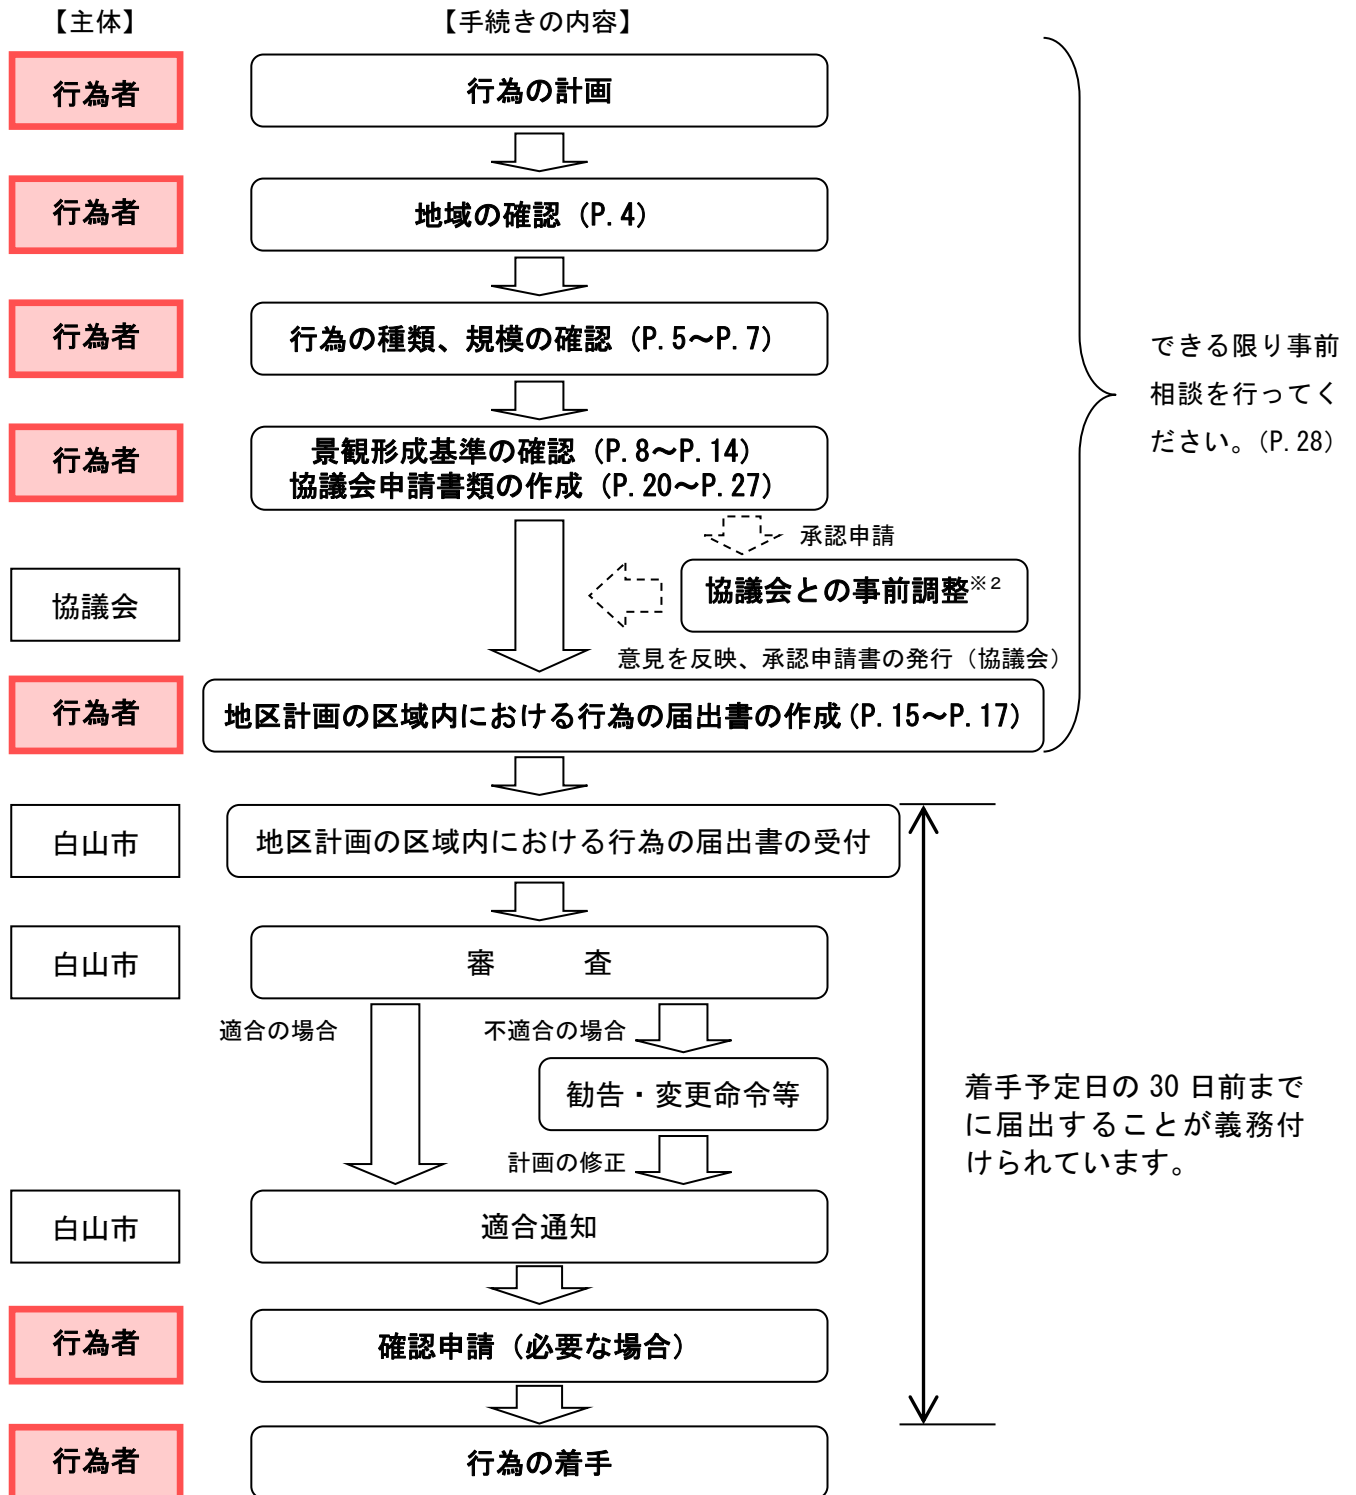 【主体】 【手続きの内容】
行為者 行為の計画
行為者 地域の確認（P.4）
行為者 行為の種類、規模の確認（P.5～P.7）
できる限り事前
相談を行ってく
ださい。（P.28）
行為者 景観形成基準の確認（P.8～P.14）
協議会申請書類の作成（P.20～P.27）
承認申請
協議会 協議会との事前調整※2
意見を反映、承認申請書の発行（協議会）
行為者 地区計画の区域内における行為の届出書の作成（P.15～P.17）
白山市 地区計画の区域内における行為の届出書の受付
白山市 審　　　査
適合の場合 不適合の場合
勧告・変更命令等
着手予定日の 30 日前まで
に届出することが義務付
けられています。
計画の修正
白山市 適合通知
行為者 確認申請（必要な場合）
行為者 行為の着手